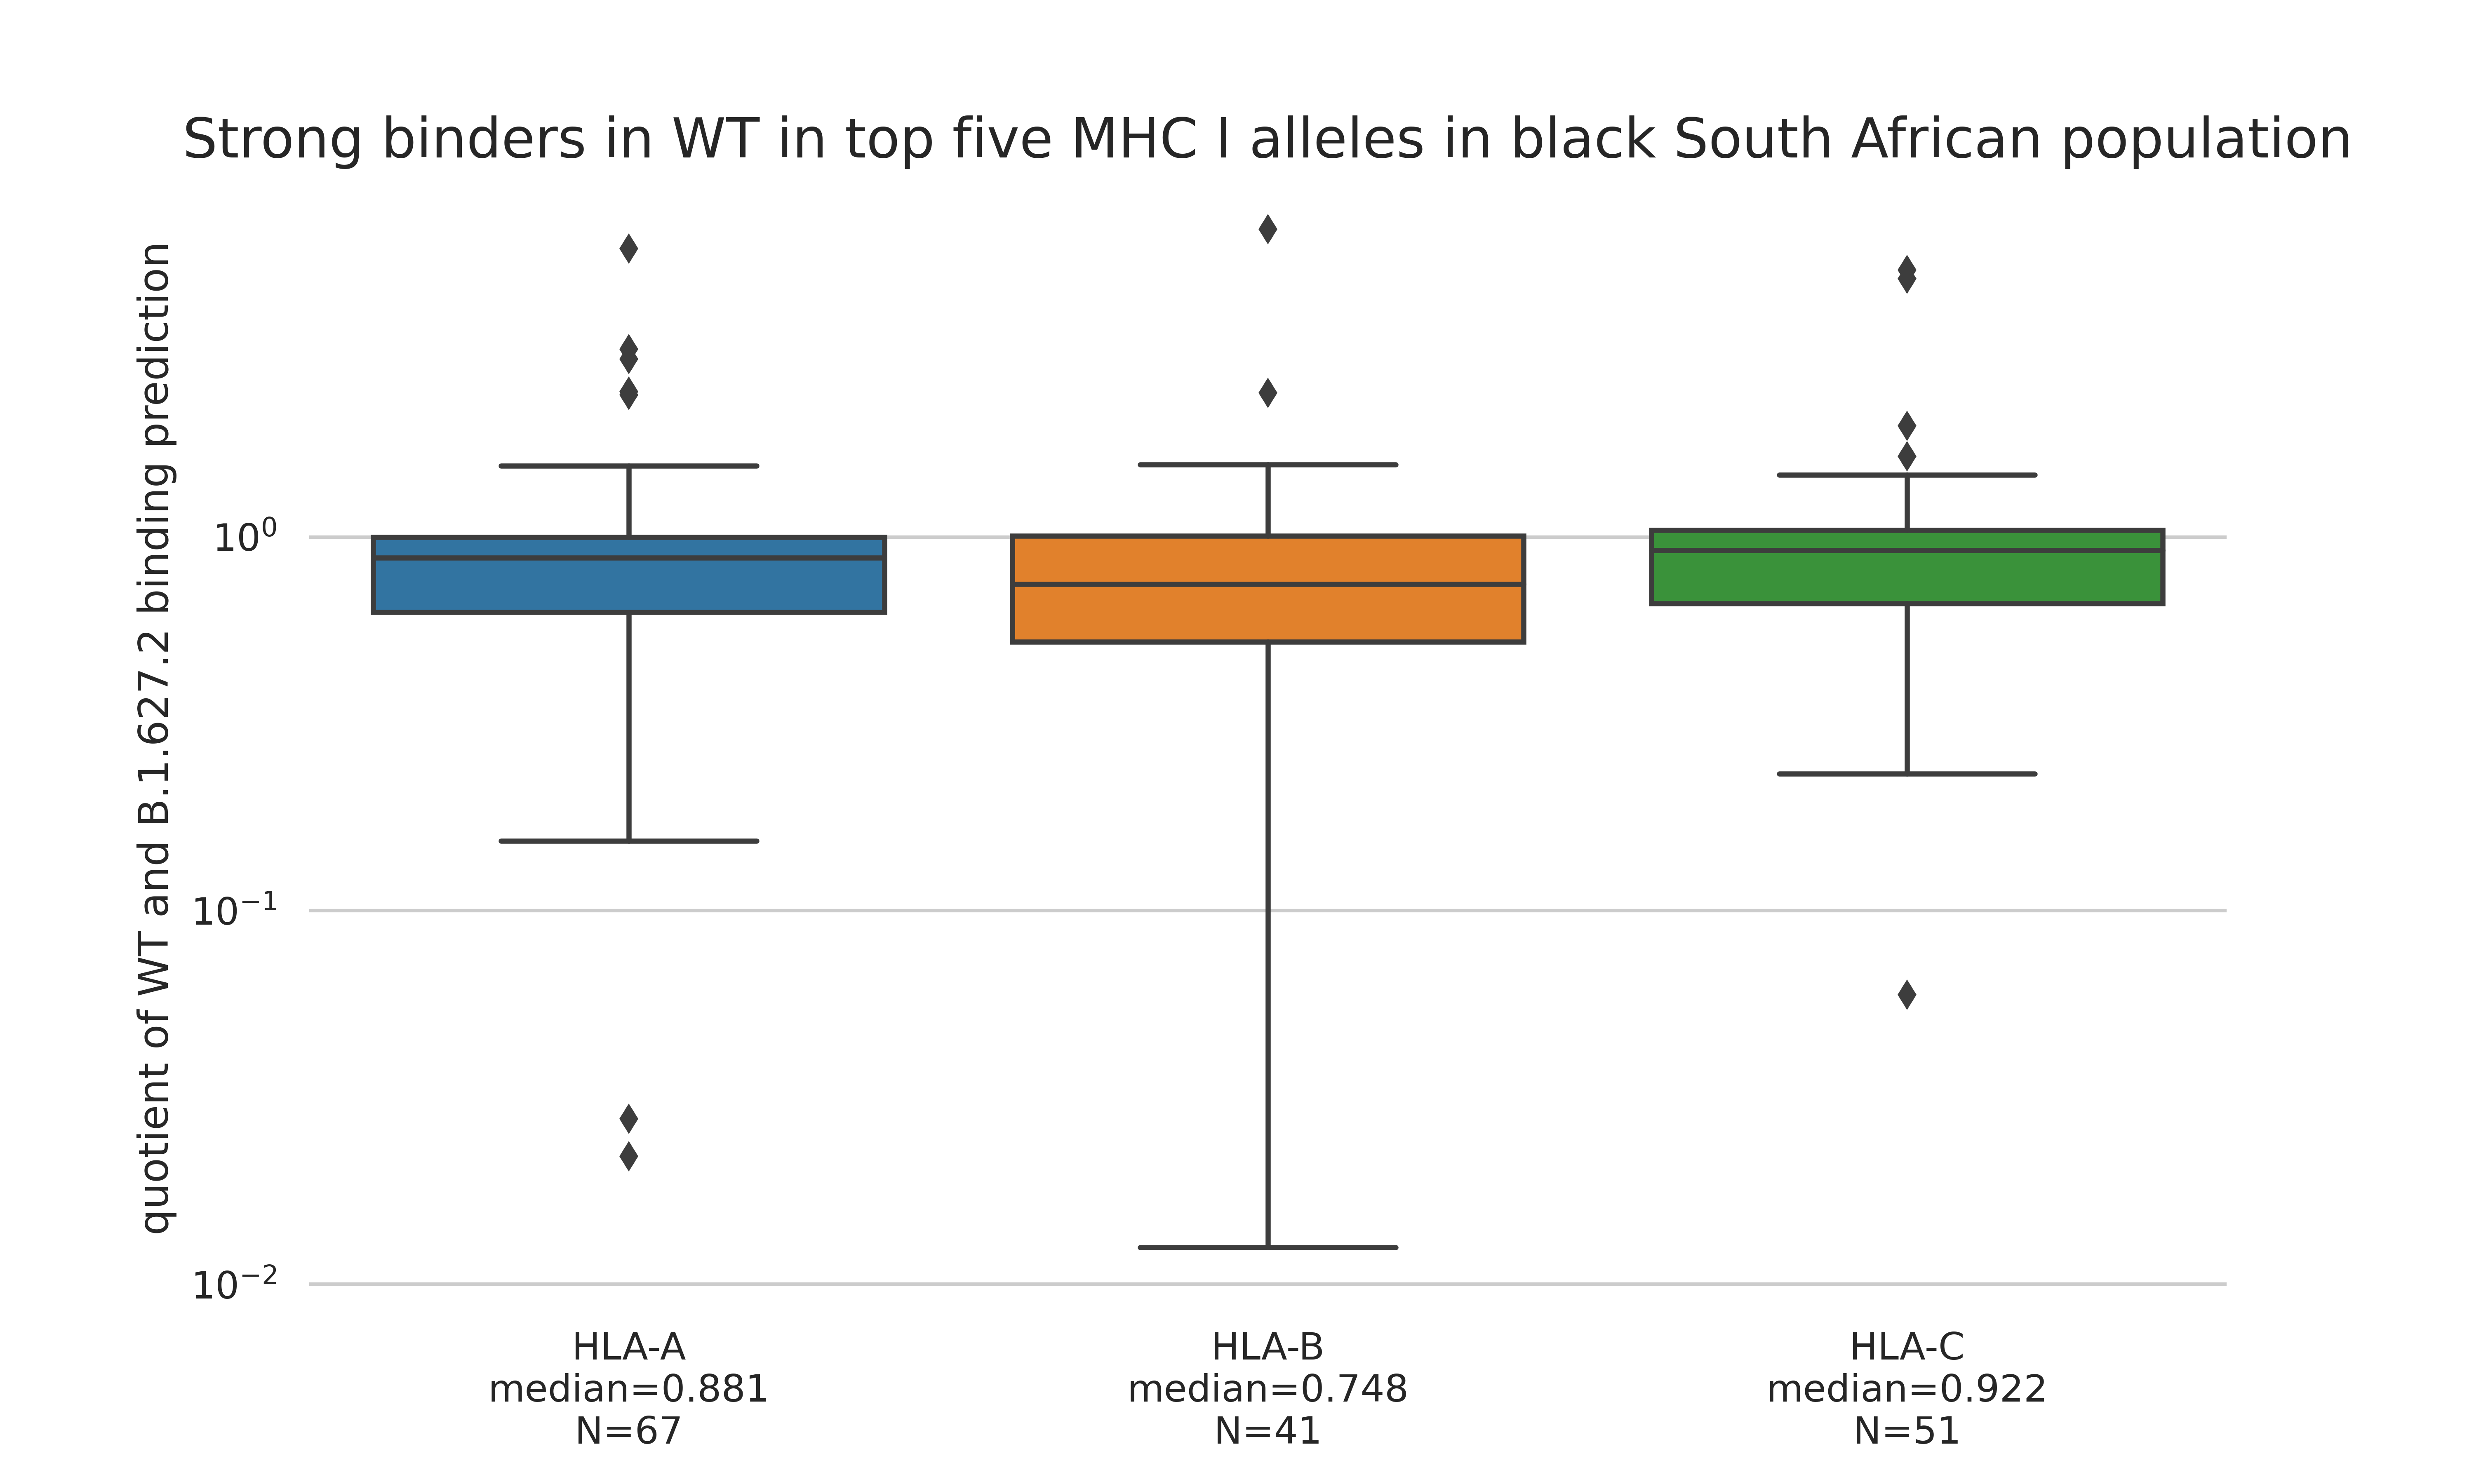 Strong binders in WT in top five MHC I alleles in black South African population
quotient of WT and B.1.627.2 binding prediction
10⁰
10⁻¹
10⁻²
HLA-A
median=0.881
N=67
HLA-B
median=0.748
N=41
HLA-C
median=0.922
N=51